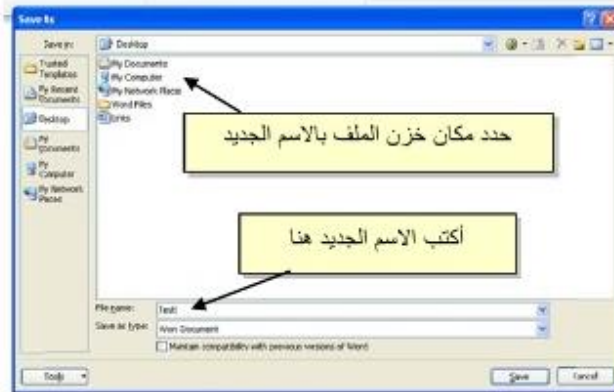 Save As
Save in:
Desktop
Trusted
Templates
My Recent
Documents
Desktop
My
Documents
My
Computer
My Network
Places
My Documents
My Computer
My Network Places
Word Files
Links
حدد مكان خزن الملف بالاسم الجديد
أكتب الاسم الجديد هنا
File name:
Test
Save as type:
Word Document
Maintain compatibility with previous versions of Word
Tools
Save
Cancel